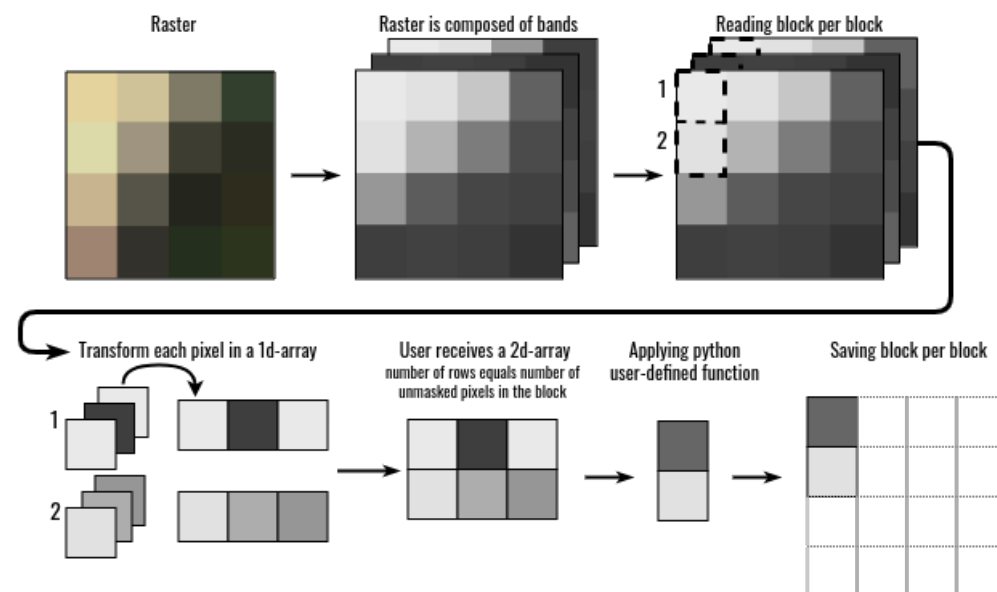 Raster
Raster is composed of bands
Reading block per block
1
2
Transform each pixel in a 1d-array
1
2
User receives a 2d-array
number of rows equals number of
unmasked pixels in the block
Applying python
user-defined function
Saving block per block